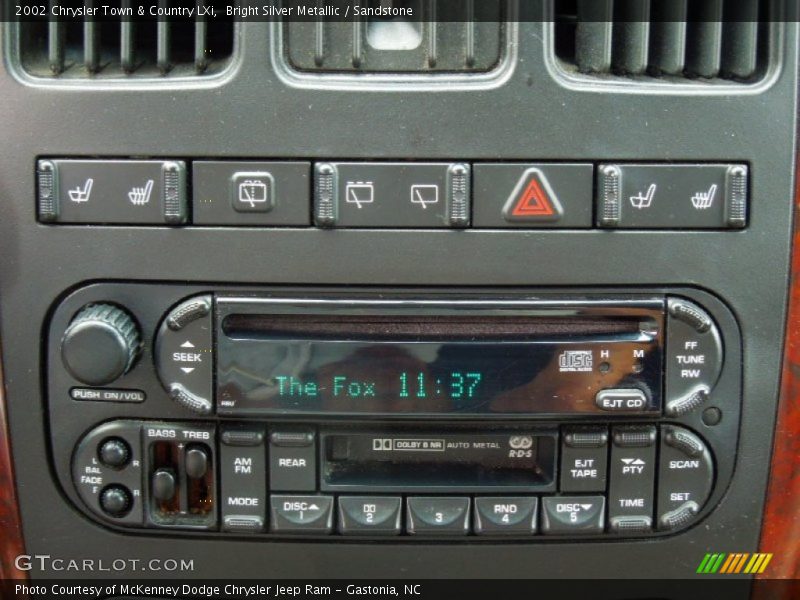 2002 Chrysler Town & Country LXi, Bright Silver Metallic / Sandstone
SEEK
PUSH ON/VOL
The Fox 11:37
disc
DIGITAL AUDIO
H M
EJT CD
RBU
FF
TUNE
RW
BASS TREB
L BAL R
FADE
F R
AM
FM
MODE
REAR
DOLBY B NR AUTO METAL
R·D·S
EJT
TAPE
PTY
TIME
SCAN
SET
DISC
1
2
3
RND
4
DISC
5
GTCARLOT.COM
Photo Courtesy of McKenney Dodge Chrysler Jeep Ram - Gastonia, NC